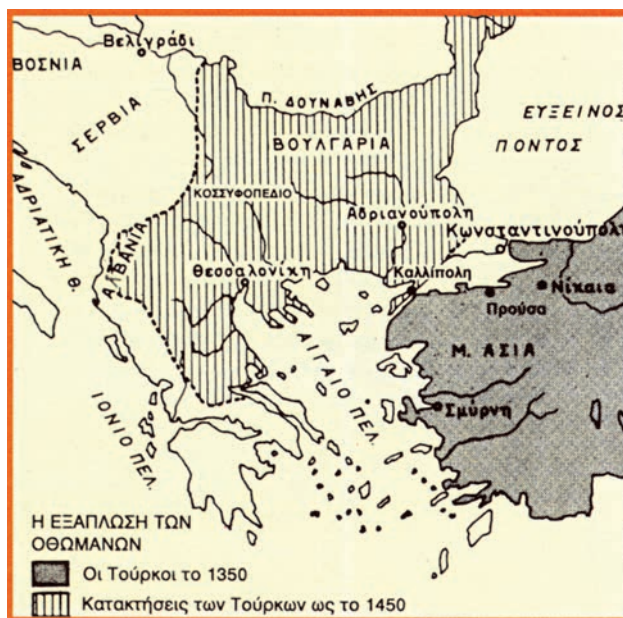 Βελιγράδι
ΒΟΣΝΙΑ
Π. ΔΟΥΝΑΒΗΣ
ΕΥΞΕΙΝΟΣ
ΠΟΝΤΟΣ
ΣΕΡΒΙΑ
ΒΟΥΛΓΑΡΙΑ
ΑΔΡΙΑΤΙΚΗ Θ.
ΚΟΣΣΥΦΟΠΕΔΙΟ
Αδριανούπολη
Κωνσταντινούπολη
ΑΛΒΑΝΙΑ
Θεσσαλονίκη
Καλλίπολη
Νίκαια
Προύσα
ΑΙΓΑΙΟ ΠΕΛ.
Μ. ΑΣΙΑ
ΙΟΝΙΟ ΠΕΛ.
Σμύρνη
Η ΕΞΑΠΛΩΣΗ ΤΩΝ
ΟΘΩΜΑΝΩΝ
Οι Τούρκοι το 1350
Κατακτήσεις των Τούρκων ως το 1450